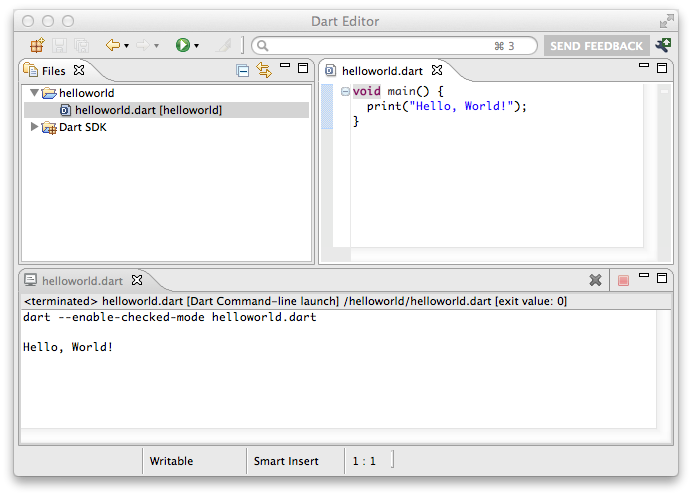 Dart Editor
⌘ 3
SEND FEEDBACK
Files
helloworld
helloworld.dart [helloworld]
Dart SDK
helloworld.dart
void main() {
print("Hello, World!");
}
helloworld.dart
<terminated> helloworld.dart [Dart Command-line launch] /helloworld/helloworld.dart [exit value: 0]
dart --enable-checked-mode helloworld.dart
Hello, World!
Writable
Smart Insert
1 : 1